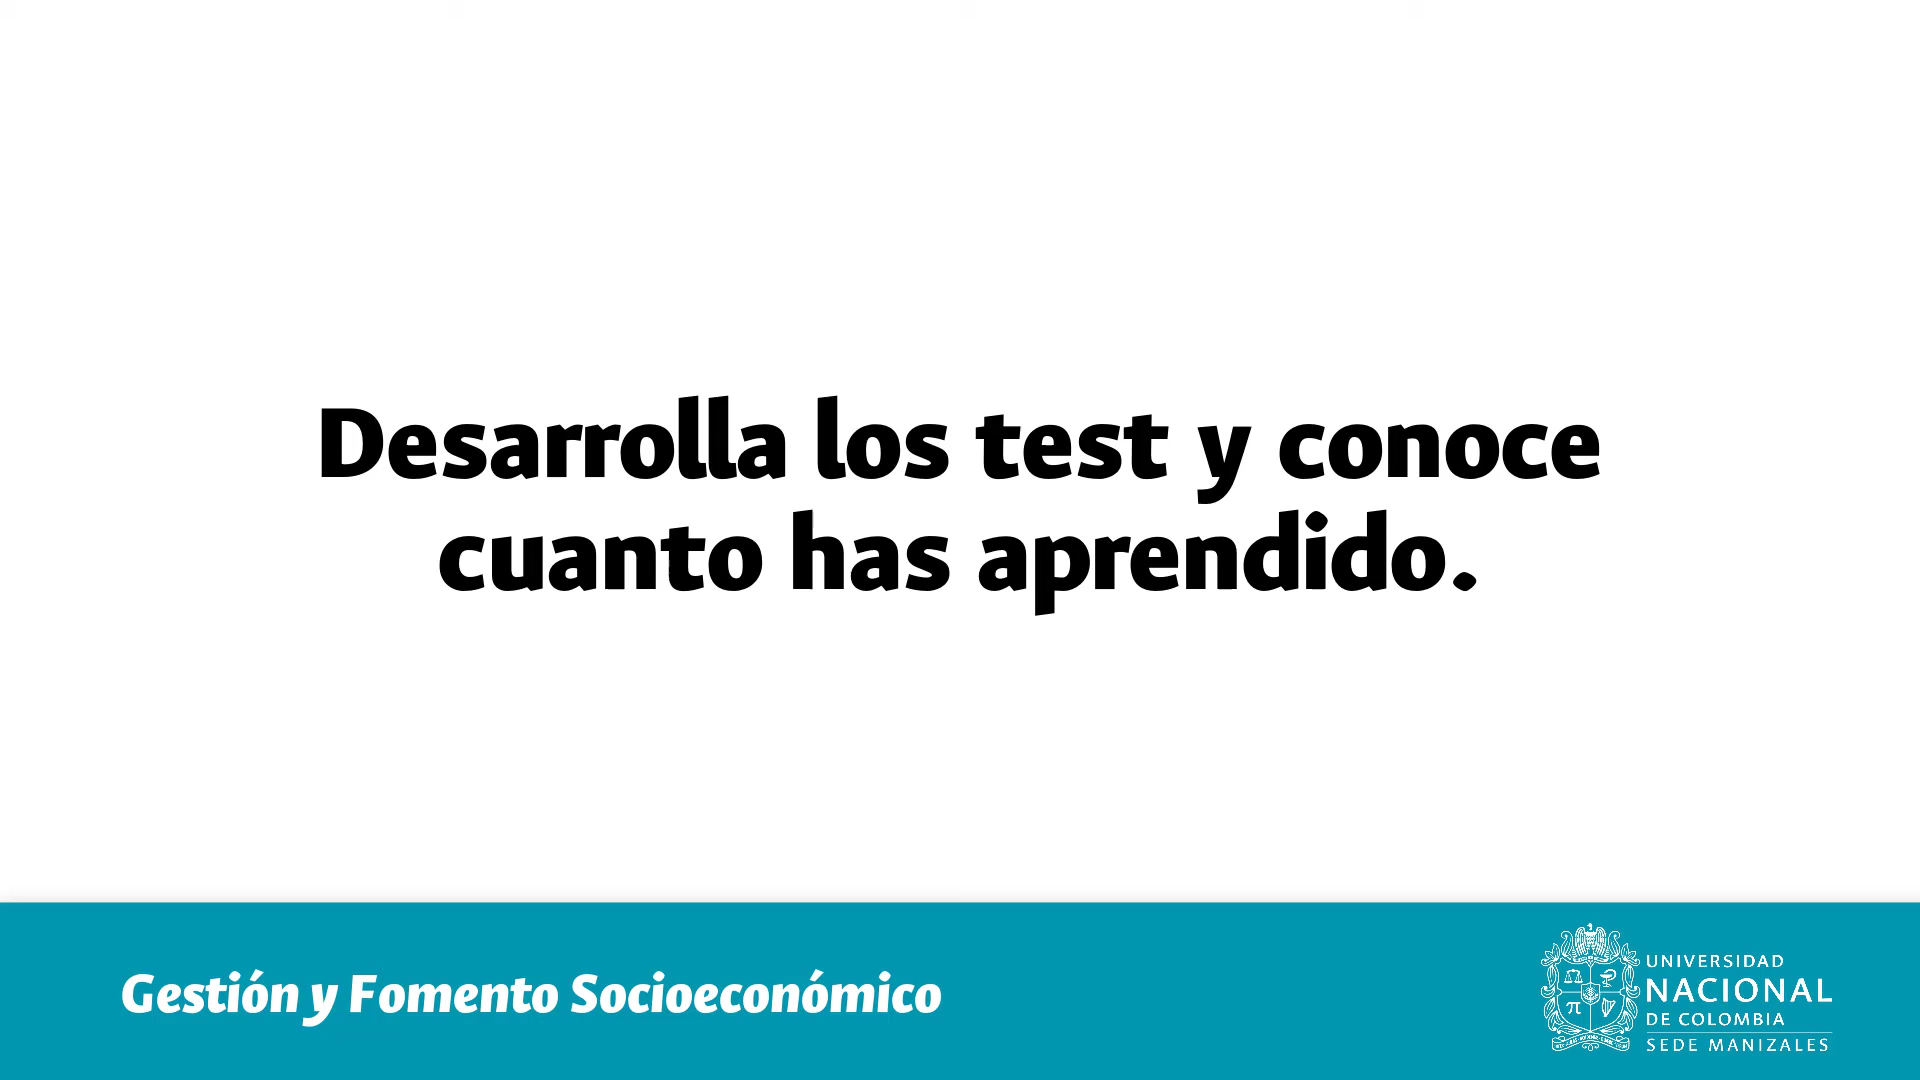 Desarrolla los test y conoce
cuanto has aprendido.
Gestión y Fomento Socioeconómico
UNIVERSIDAD
NACIONAL
DE COLOMBIA
SEDE MANIZALES